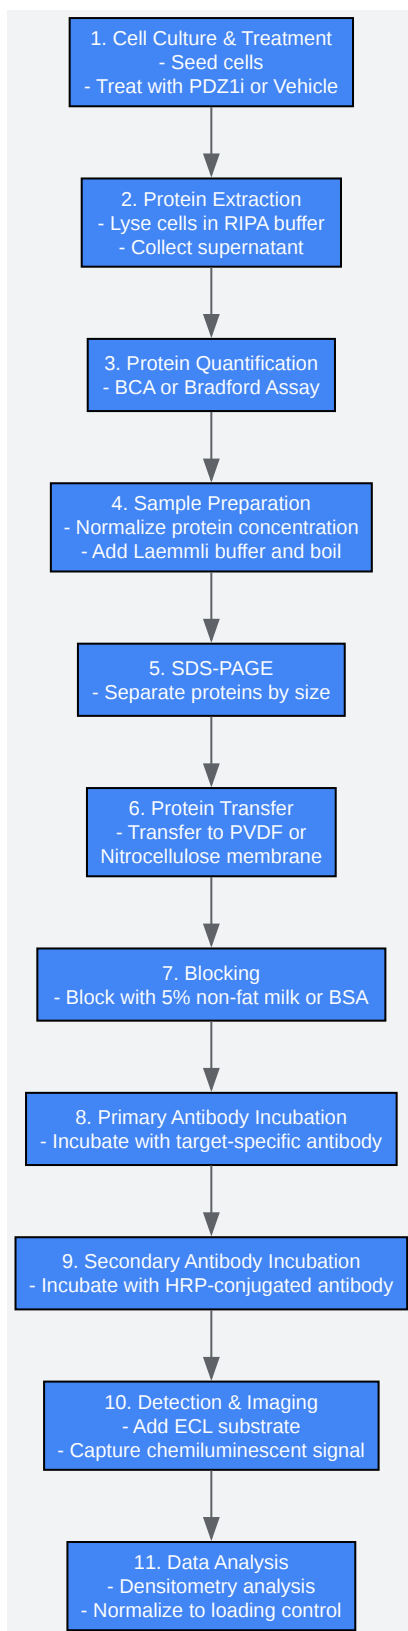 1. Cell Culture & Treatment
- Seed cells
- Treat with PDZ1i or Vehicle
2. Protein Extraction
- Lyse cells in RIPA buffer
- Collect supernatant
3. Protein Quantification
- BCA or Bradford Assay
4. Sample Preparation
- Normalize protein concentration
- Add Laemmli buffer and boil
5. SDS-PAGE
- Separate proteins by size
6. Protein Transfer
- Transfer to PVDF or
Nitrocellulose membrane
7. Blocking
- Block with 5% non-fat milk or BSA
8. Primary Antibody Incubation
- Incubate with target-specific antibody
9. Secondary Antibody Incubation
- Incubate with HRP-conjugated antibody
10. Detection & Imaging
- Add ECL substrate
- Capture chemiluminescent signal
11. Data Analysis
- Densitometry analysis
- Normalize to loading control